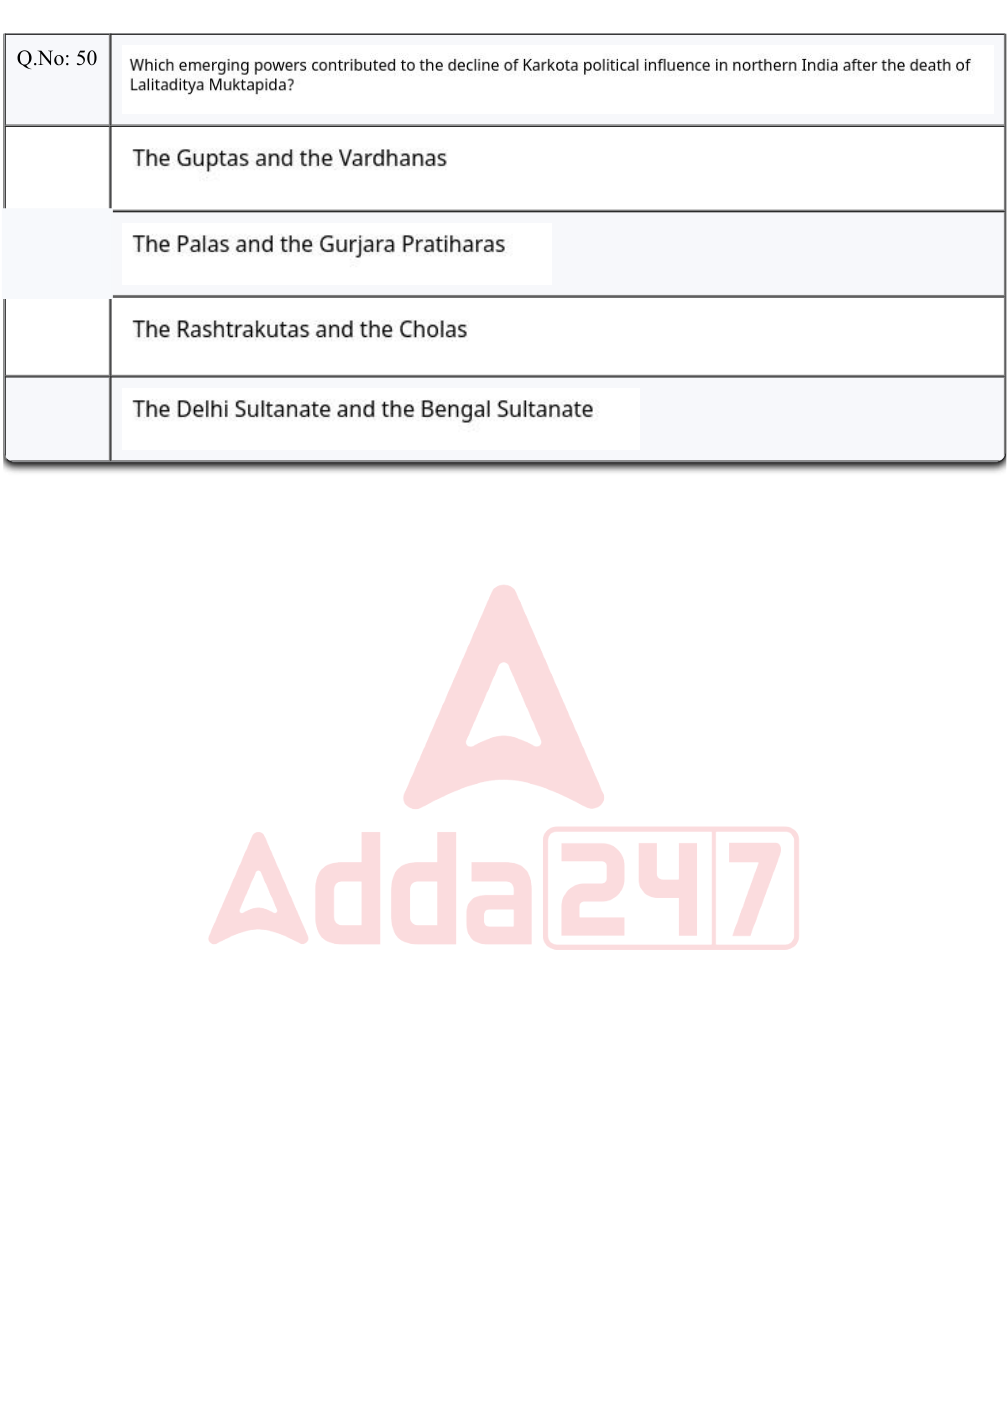 Q.No: 50
Which emerging powers contributed to the decline of Karkota political influence in northern India after the death of
Lalitaditya Muktapida?
The Guptas and the Vardhanas
The Palas and the Gurjara Pratiharas
The Rashtrakutas and the Cholas
The Delhi Sultanate and the Bengal Sultanate
Adda247